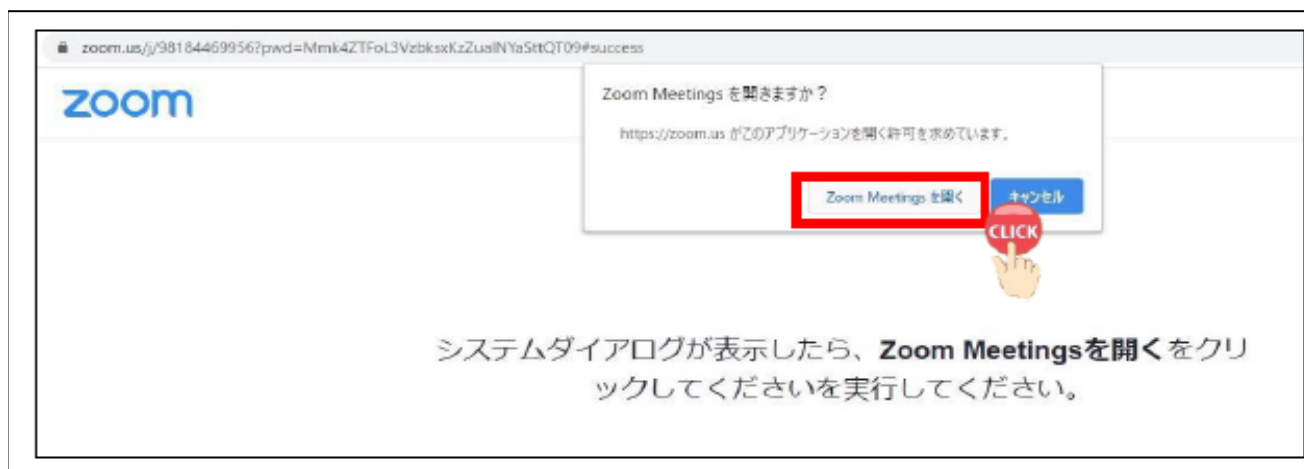 zoom.us/j/98184469956?pwd=Mmk4ZTFoL3VzbksxKzZualNYaSttQT09#success
zoom
Zoom Meetings を開きますか？
https://zoom.us がこのアプリケーションを開く許可を求めています。
Zoom Meetings を開く
キャンセル
CLICK
システムダイアログが表示したら、Zoom Meetingsを開くをクリ
ックしてくださいを実行してください。